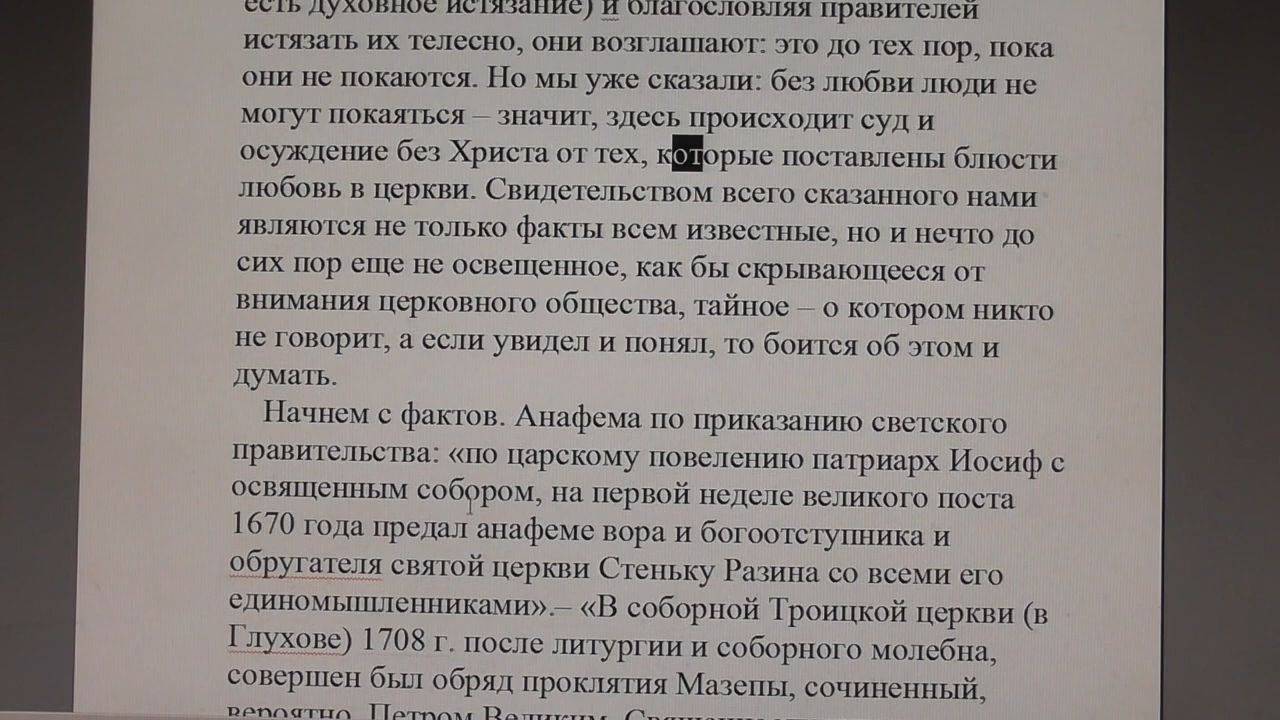 есть духовное истязание) и благословляя правителей
истязать их телесно, они возглашают: это до тех пор, пока
они не покаются. Но мы уже сказали: без любви люди не
могут покаяться – значит, здесь происходит суд и
осуждение без Христа от тех, которые поставлены блюсти
любовь в церкви. Свидетельством всего сказанного нами
являются не только факты всем известные, но и нечто до
сих пор еще не освещенное, как бы скрывающееся от
внимания церковного общества, тайное – о котором никто
не говорит, а если увидел и понял, то боится об этом и
думать.
Начнем с фактов. Анафема по приказанию светского
правительства: «по царскому повелению патриарх Иосиф с
освященным собором, на первой неделе великого поста
1670 года предал анафеме вора и богоотступника и
обругателя святой церкви Стеньку Разина со всеми его
единомышленниками».– «В соборной Троицкой церкви (в
Глухове) 1708 г. после литургии и соборного молебна,
совершен был обряд проклятия Мазепы, сочиненный,
вероятно, Петром Великим.